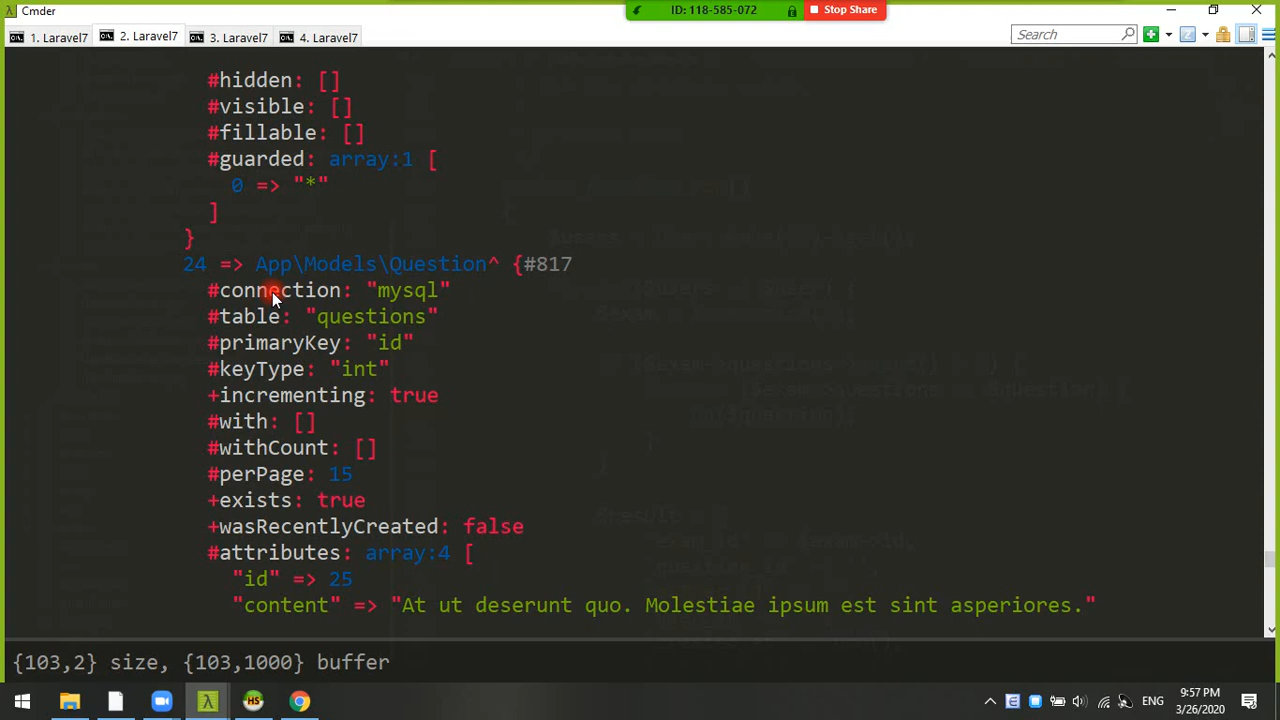 Cmder
ID: 118-585-072
Stop Share
1. Laravel7
2. Laravel7
3. Laravel7
4. Laravel7
Search
#hidden: []
#visible: []
#fillable: []
#guarded: array:1 [
0 => "*"
]
}
24 => App\Models\Question^ {#817
#connection: "mysql"
#table: "questions"
#primaryKey: "id"
#keyType: "int"
+incrementing: true
#with: []
#withCount: []
#perPage: 15
+exists: true
+wasRecentlyCreated: false
#attributes: array:4 [
"id" => 25
"content" => "At ut deserunt quo. Molestiae ipsum est sint asperiores."
{103,2} size, {103,1000} buffer
HS
ENG
9:57 PM
3/26/2020